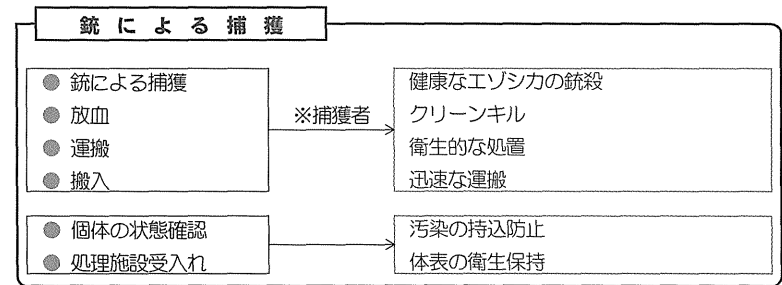 銃による捕獲
● 銃による捕獲
● 放血
● 運搬
● 搬入
※捕獲者
健康なエゾシカの銃殺
クリーンキル
衛生的な処置
迅速な運搬
● 個体の状態確認
● 処理施設受入れ
汚染の持込防止
体表の衛生保持